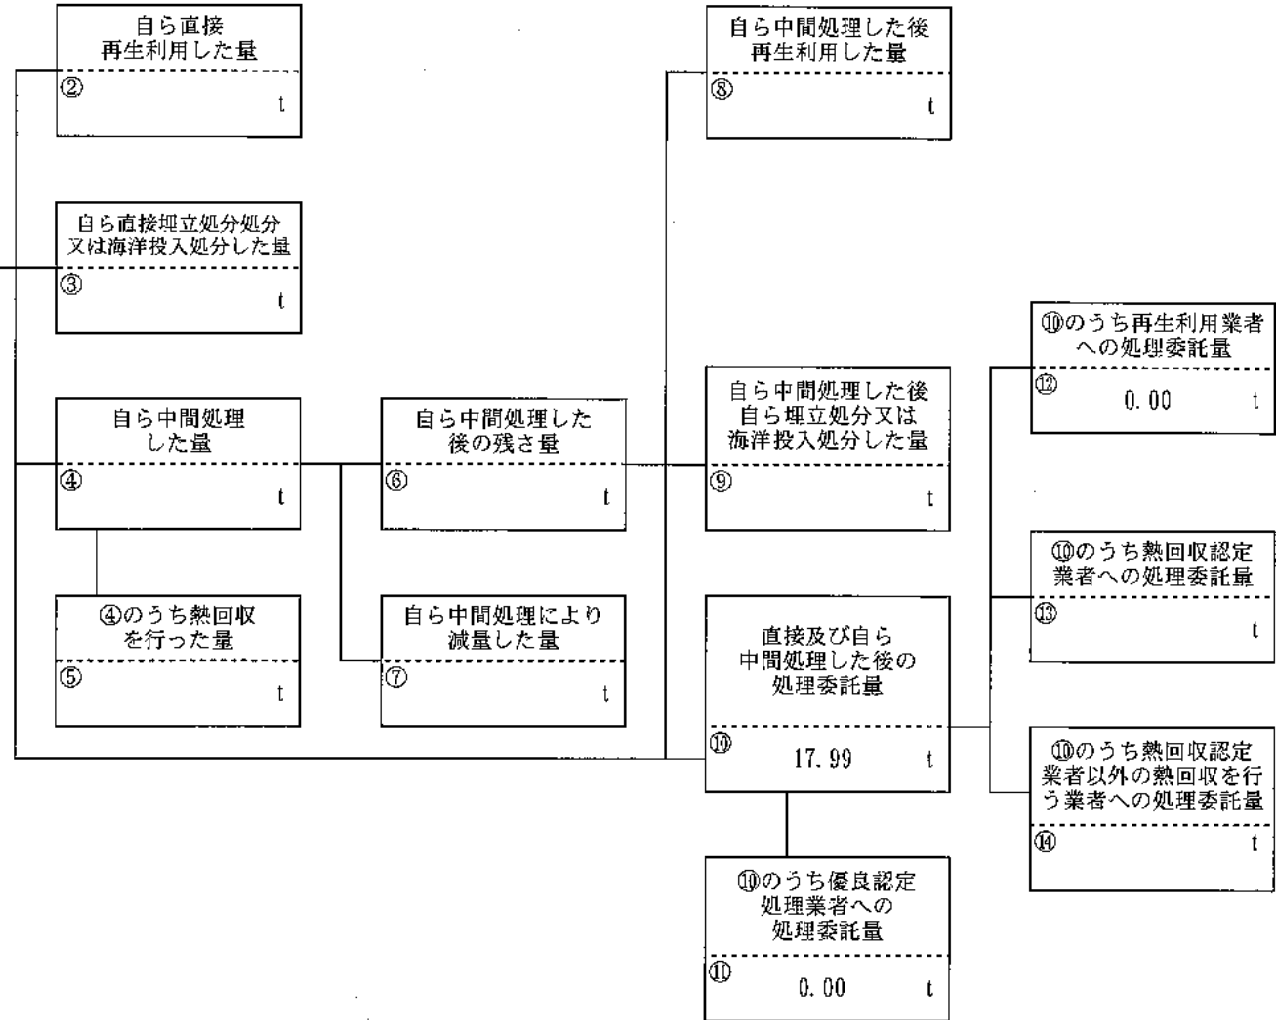 自ら直接
再生利用した量
②
t
自ら中間処理した後
再生利用した量
⑧
t
自ら直接埋立処分処分
又は海洋投入処分した量
③
t
⑩のうち再生利用業者
への処理委託量
⑫
0.00 t
自ら中間処理
した量
④
t
自ら中間処理した
後の残さ量
⑥
t
自ら中間処理した後
自ら埋立処分又は
海洋投入処分した量
⑨
t
⑩のうち熱回収認定
業者への処理委託量
⑬
t
④のうち熱回収
を行った量
⑤
t
自ら中間処理により
減量した量
⑦
t
直接及び自ら
中間処理した後の
処理委託量
⑩
17.99 t
⑩のうち熱回収認定
業者以外の熱回収を行
う業者への処理委託量
⑭
t
⑩のうち優良認定
処理業者への
処理委託量
⑪
0.00 t